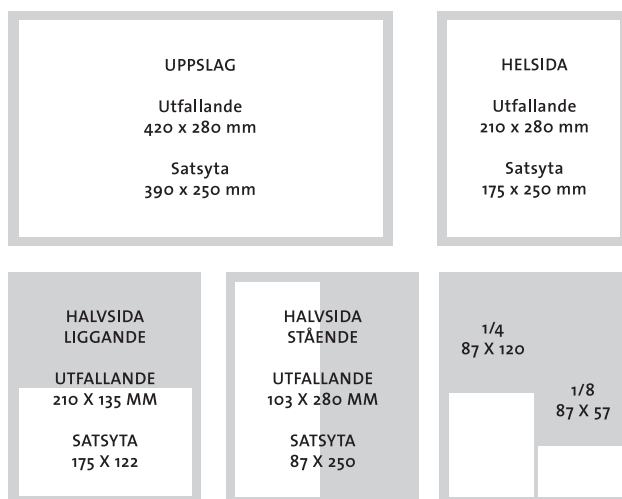 UPPSLAG
Utfallande
420 x 280 mm
Satsyta
390 x 250 mm
HELSIDA
Utfallande
210 x 280 mm
Satsyta
175 x 250 mm
HALVSIDA
LIGGANDE
UTFALLANDE
210 X 135 MM
SATSYTA
175 X 122
HALVSIDA
STÅENDE
UTFALLANDE
103 X 280 MM
SATSYTA
87 X 250
1/4
87 X 120
1/8
87 X 57